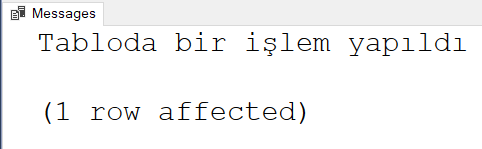 Messages
Tabloda bir işlem yapıldı
(1 row affected)